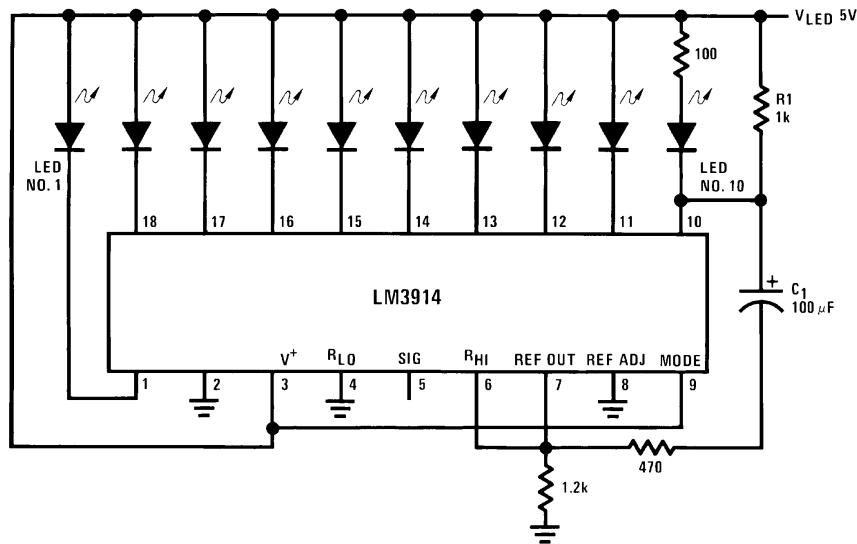 VLED 5V
100
R1
1k
LED
NO. 1
LED
NO. 10
18 17 16 15 14 13 12 11 10
LM3914
C1
100 μF
V+ RLO SIG RHI REF OUT REF ADJ MODE
1 2 3 4 5 6 7 8 9
+
470
1.2k